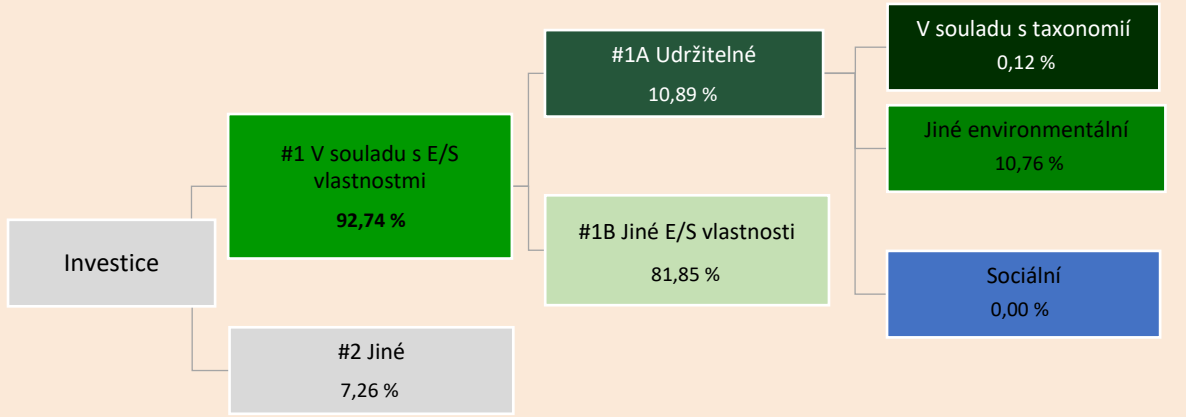 Investice
#1 V souladu s E/S
vlastnostmi
92,74 %
#2 Jiné
7,26 %
#1A Udržitelné
10,89 %
#1B Jiné E/S vlastnosti
81,85 %
V souladu s taxonomií
0,12 %
Jiné environmentální
10,76 %
Sociální
0,00 %